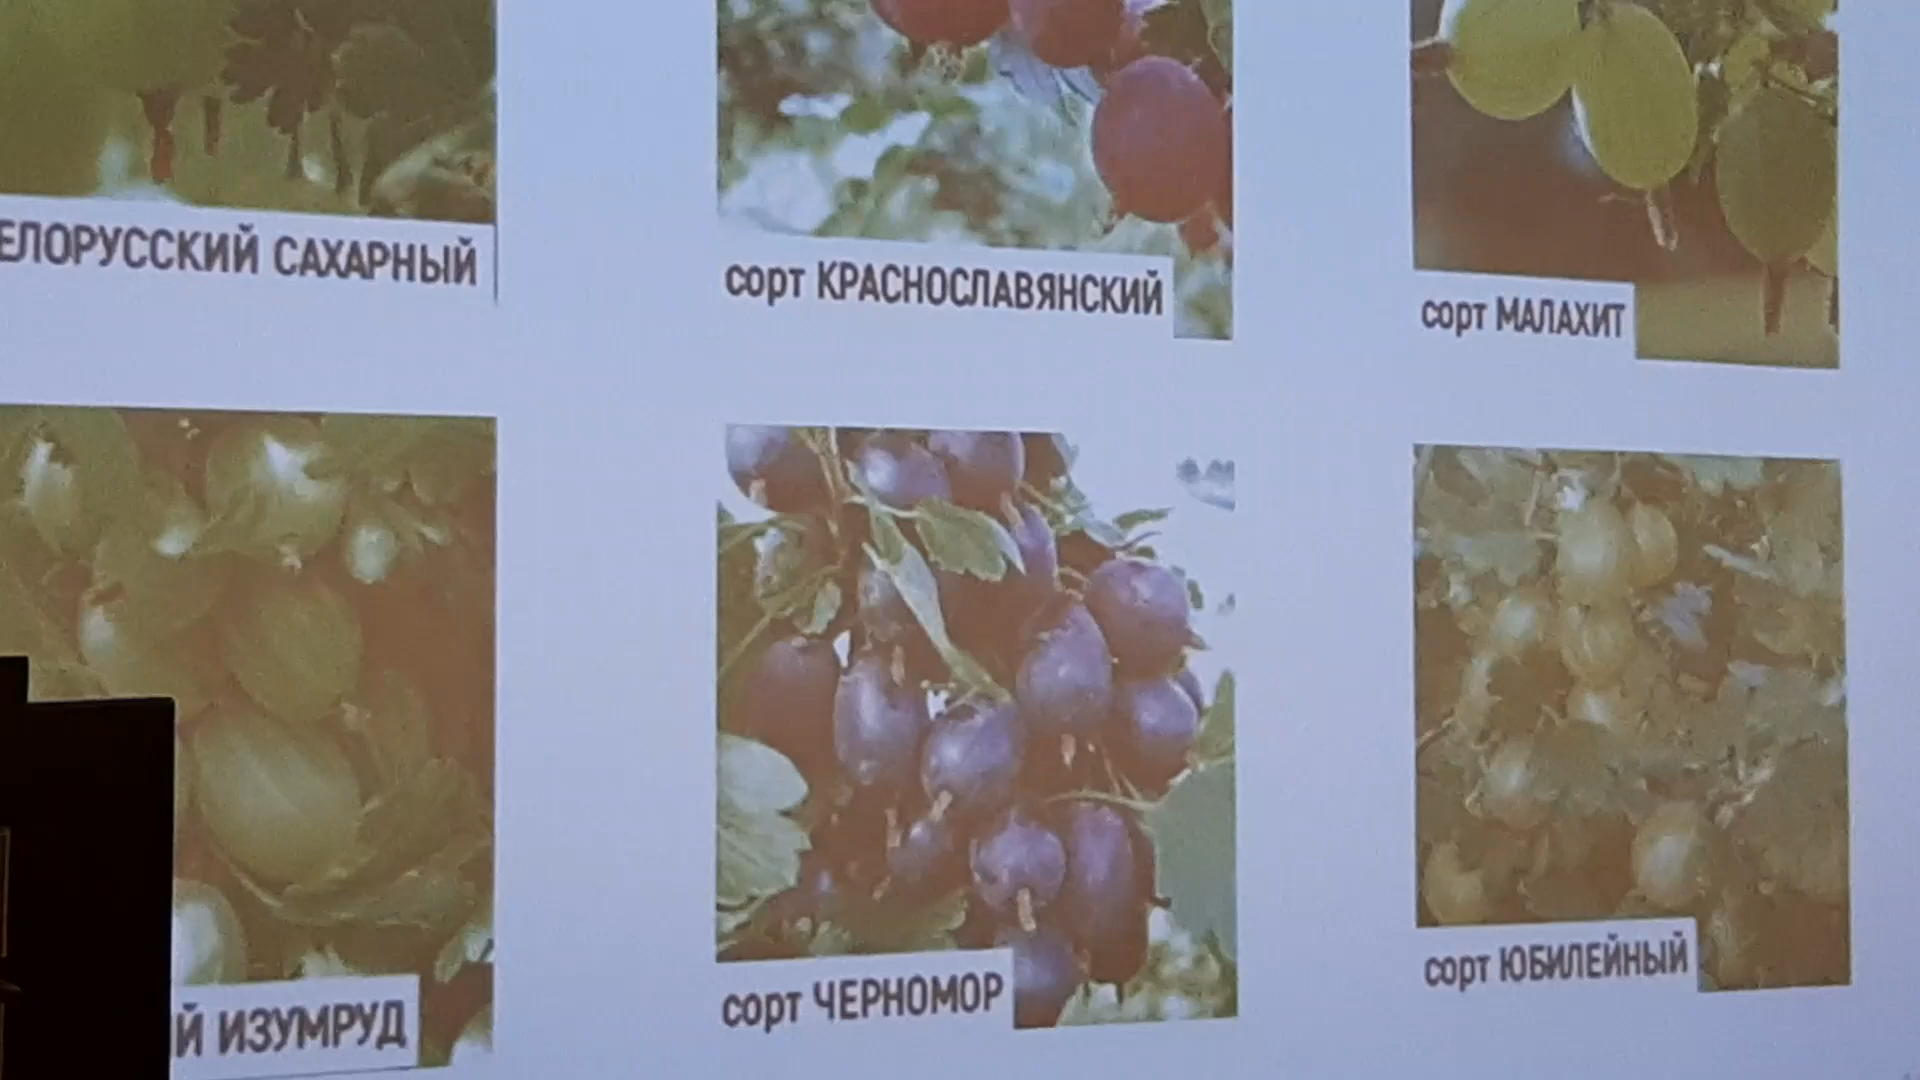 ЕЛОРУССКИЙ САХАРНЫЙ
сорт КРАСНОСЛАВЯНСКИЙ
сорт МАЛАХИТ
Й ИЗУМРУД
сорт ЧЕРНОМОР
сорт ЮБИЛЕЙНЫЙ